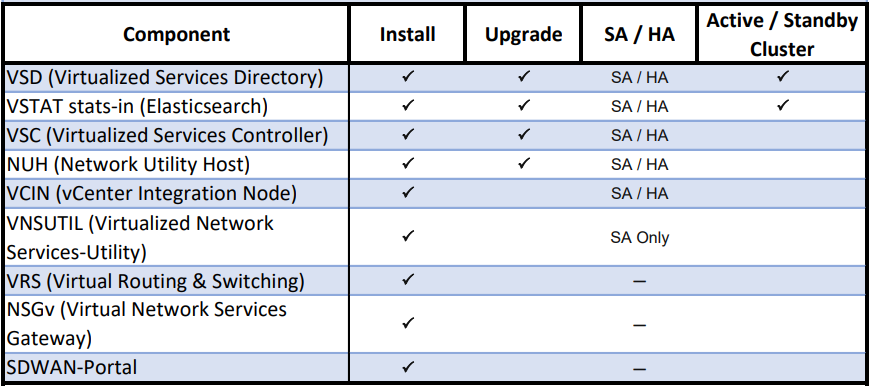 Component Install Upgrade SA / HA Active / Standby
Cluster
VSD (Virtualized Services Directory) ✓ ✓ SA / HA ✓
VSTAT stats-in (Elasticsearch) ✓ ✓ SA / HA ✓
VSC (Virtualized Services Controller) ✓ ✓ SA / HA
NUH (Network Utility Host) ✓ ✓ SA / HA
VCIN (vCenter Integration Node) ✓ SA / HA
VNSUTIL (Virtualized Network
Services-Utility) ✓ SA Only
VRS (Virtual Routing & Switching) ✓ —
NSGv (Virtual Network Services
Gateway) ✓ —
SDWAN-Portal ✓ —